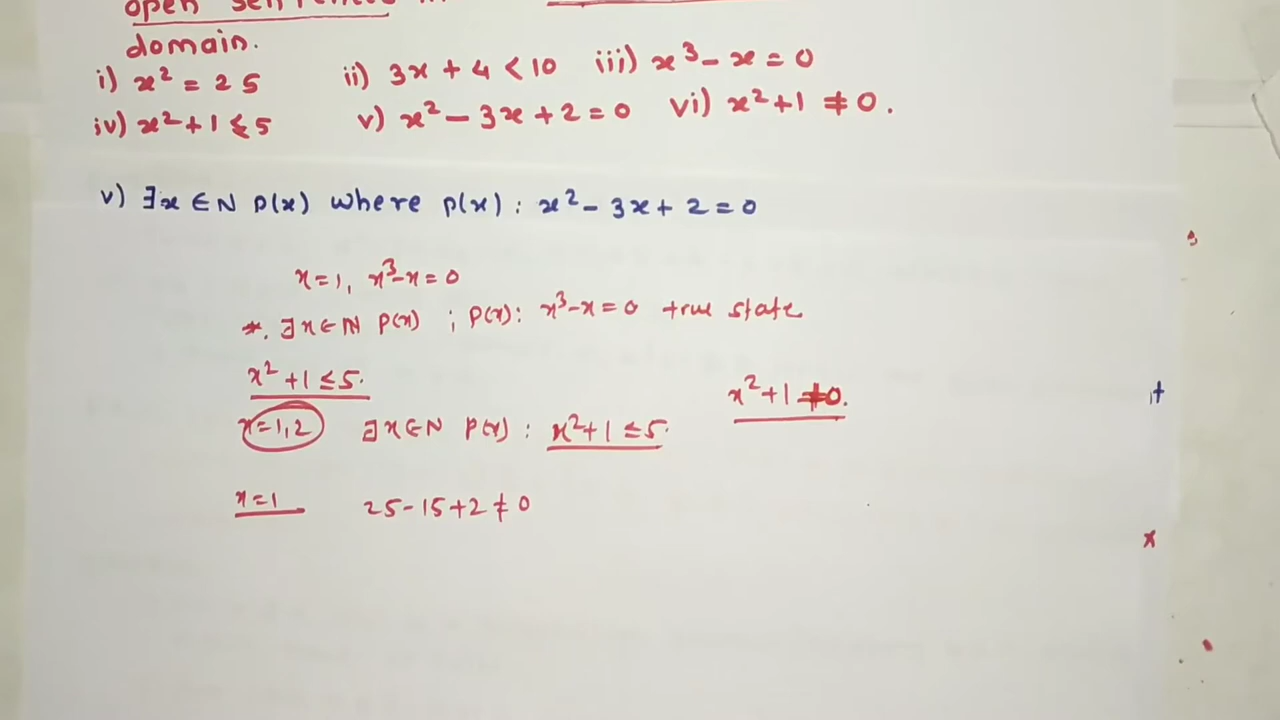 open sentences in
domain.
i) x² = 25 ii) 3x + 4 < 10 iii) x³ - x = 0
iv) x² + 1 ≤ 5 v) x² - 3x + 2 = 0 vi) x² + 1 ≠ 0.
v) ∃x ∈ N p(x) where p(x) : x² - 3x + 2 = 0
x=1, x³-x = 0
*. ∃x ∈ N p(x) ; p(x): x³-x = 0 true state
x² + 1 ≤ 5.
x² + 1 ≠ 0.
x=1,2 ∃x ∈ N p(x) : x² + 1 ≤ 5.
x=1 25 - 15 + 2 ≠ 0